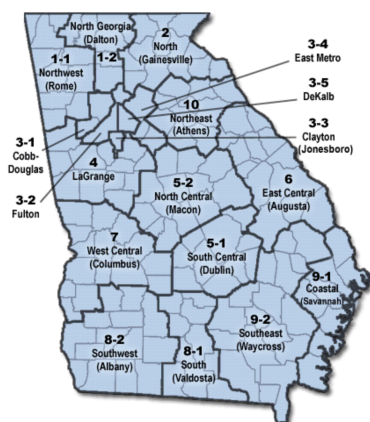 North Georgia
(Dalton)
2
North
(Gainesville)
1-1
Northwest
(Rome)
1-2
3-4
East Metro
3-5
DeKalb
10
Northeast
(Athens)
3-3
Clayton
(Jonesboro)
3-1
Cobb-
Douglas
4
LaGrange
3-2
Fulton
5-2
North Central
(Macon)
6
East Central
(Augusta)
7
West Central
(Columbus)
5-1
South Central
(Dublin)
9-1
Coastal
(Savannah)
9-2
Southeast
(Waycross)
8-2
Southwest
(Albany)
8-1
South
(Valdosta)